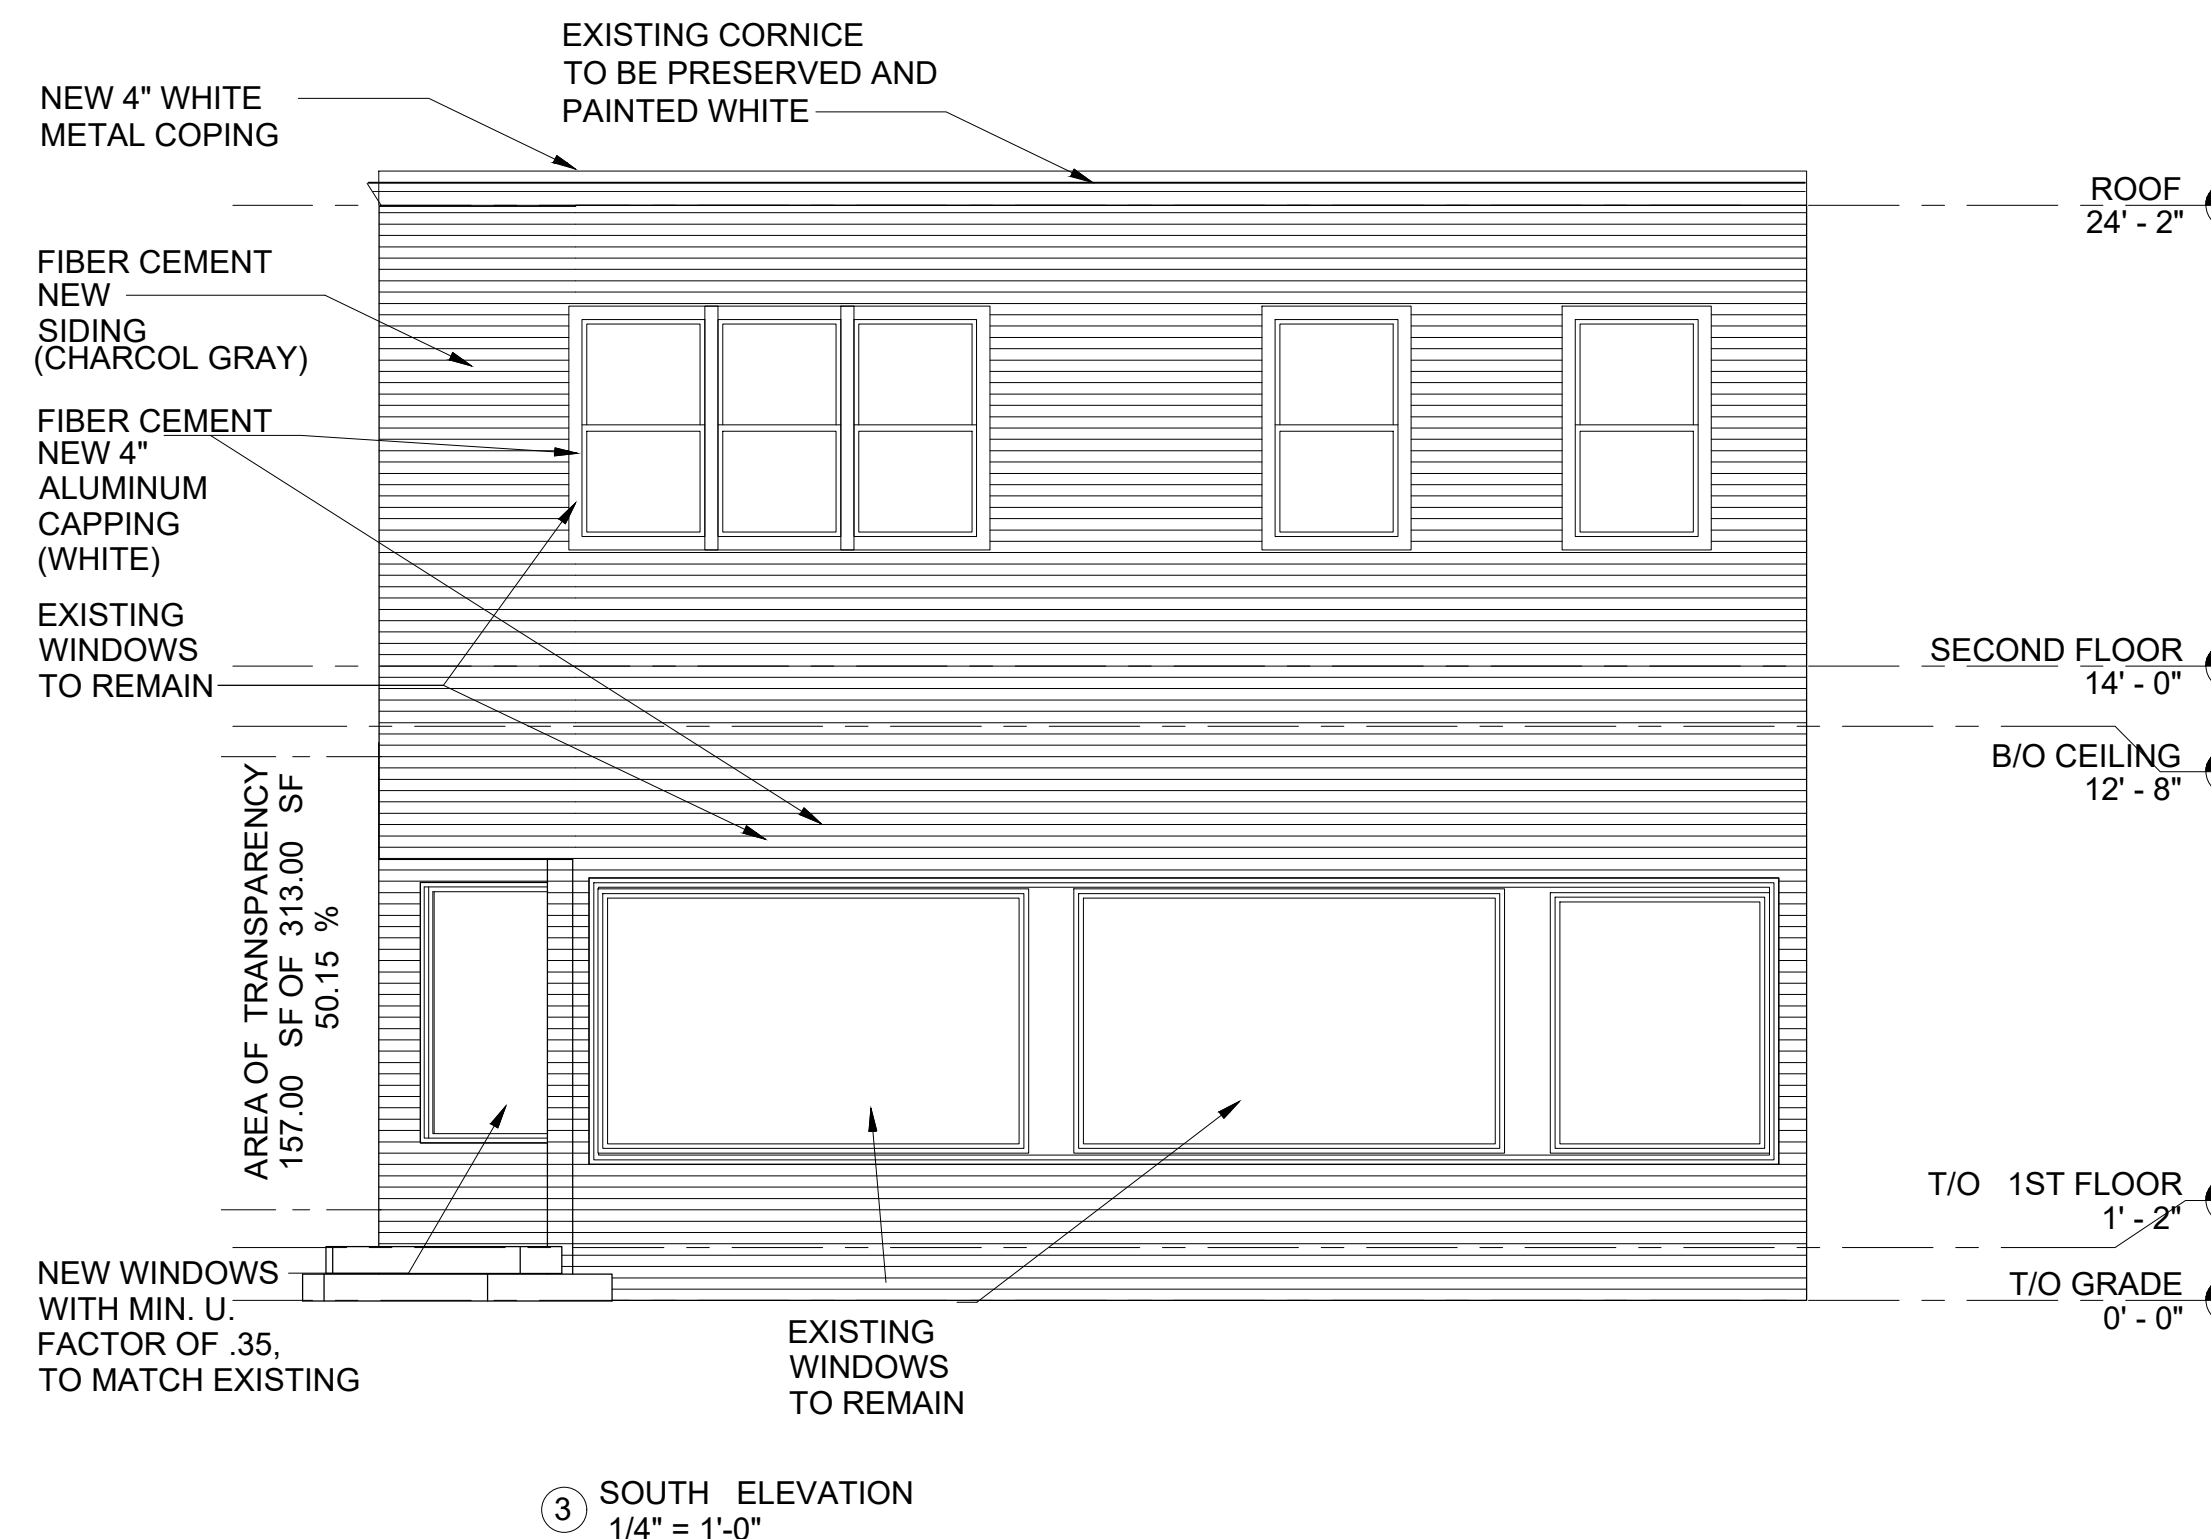 EXISTING CORNICE
TO BE PRESERVED AND
PAINTED WHITE
NEW 4" WHITE
METAL COPING
ROOF
24' - 2"
FIBER CEMENT
NEW
SIDING
(CHARCOL GRAY)
FIBER CEMENT
NEW 4"
ALUMINUM
CAPPING
(WHITE)
EXISTING
WINDOWS
TO REMAIN
SECOND FLOOR
14' - 0"
B/O CEILING
12' - 8"
AREA OF TRANSPARENCY
157.00 SF OF 313.00 SF
50.15 %
T/O 1ST FLOOR
1' - 2"
T/O GRADE
0' - 0"
NEW WINDOWS
WITH MIN. U.
FACTOR OF .35,
TO MATCH EXISTING
EXISTING
WINDOWS
TO REMAIN
3 SOUTH ELEVATION
1/4" = 1'-0"